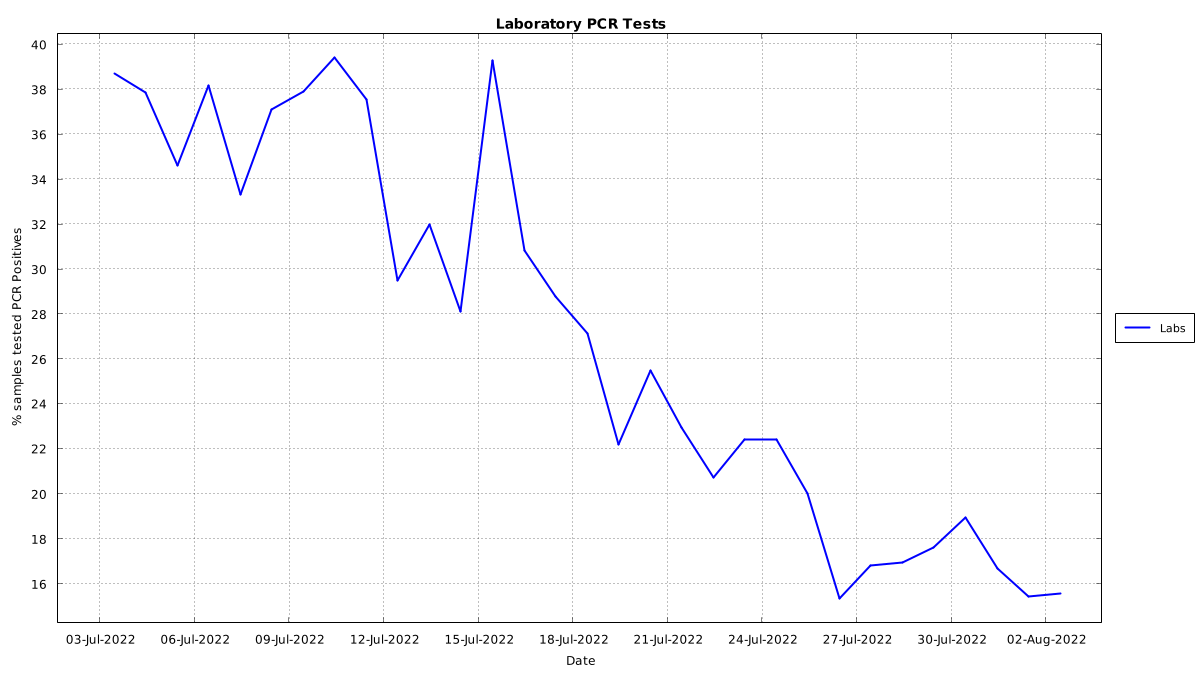 Laboratory PCR Tests
% samples tested PCR Positives
40
38
36
34
32
30
28
26
24
22
20
18
16
03-Jul-2022 06-Jul-2022 09-Jul-2022 12-Jul-2022 15-Jul-2022 18-Jul-2022 21-Jul-2022 24-Jul-2022 27-Jul-2022 30-Jul-2022 02-Aug-2022
Date
Labs